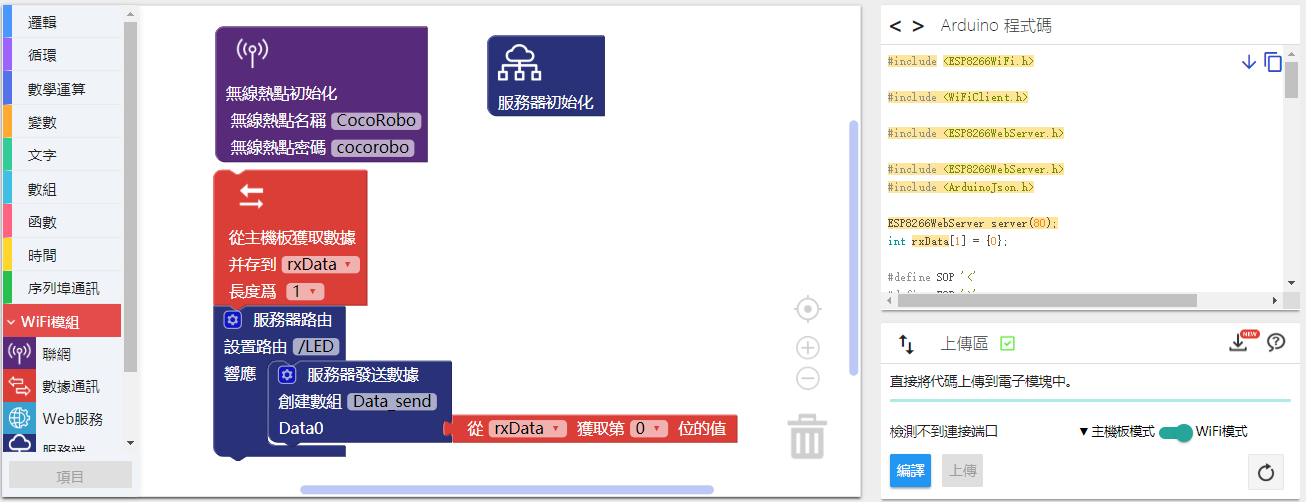 邏輯
循環
數學運算
變數
文字
數組
函數
時間
序列埠通訊
WiFi模組
聯網
數據通訊
Web服務
服務端
項目
無線熱點初始化
無線熱點名稱 CocoRobo
無線熱點密碼 cocorobo
服務器初始化
從主機板獲取數據
并存到 rxData
長度爲 1
服務器路由
設置路由 /LED
響應
服務器發送數據
創建數組 Data_send
Data0
從 rxData 獲取第 0 位的值
< > Arduino 程式碼
#include <ESP8266WiFi.h>
#include <WiFiClient.h>
#include <ESP8266WebServer.h>
#include <ESP8266WebServer.h>
#include <ArduinoJson.h>
ESP8266WebServer server(80);
int rxData[1] = {0};
#define SOP '<'
上傳區
NEW
直接將代碼上傳到電子模塊中。
檢測不到連接端口
▼主機板模式 WiFi模式
編譯
上傳